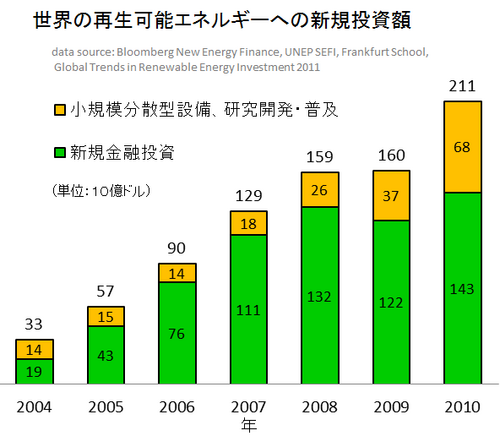 世界の再生可能エネルギーへの新規投資額
data source: Bloomberg New Energy Finance, UNEP SEFI, Frankfurt School,
Global Trends in Renewable Energy Investment 2011
小規模分散型設備、研究開発・普及
新規金融投資
(単位:10億ドル)
33
14
19
57
15
43
90
14
76
129
18
111
159
26
132
160
37
122
211
68
143
2004 2005 2006 2007 2008 2009 2010
年